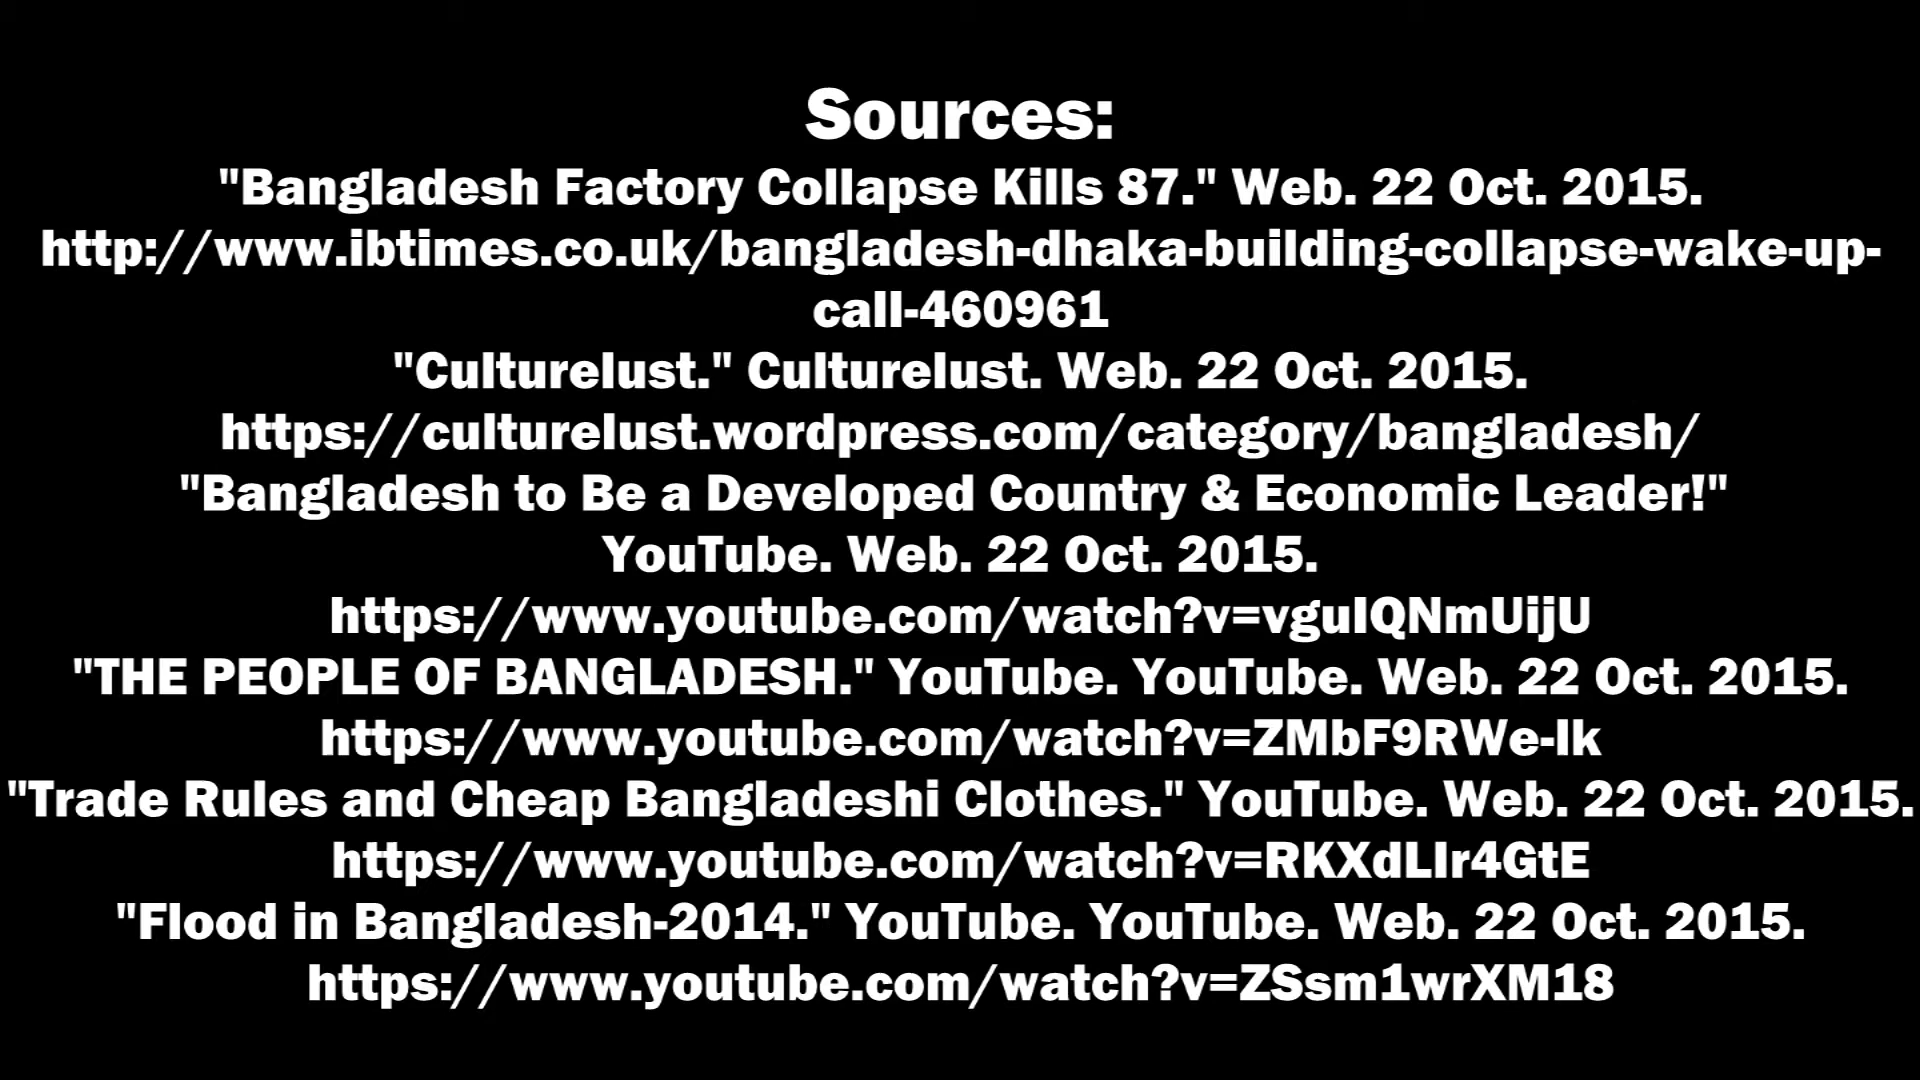 Sources:
"Bangladesh Factory Collapse Kills 87." Web. 22 Oct. 2015.
http://www.ibtimes.co.uk/bangladesh-dhaka-building-collapse-wake-up-
call-460961
"Culturelust." Culturelust. Web. 22 Oct. 2015.
https://culturelust.wordpress.com/category/bangladesh/
"Bangladesh to Be a Developed Country & Economic Leader!"
YouTube. Web. 22 Oct. 2015.
https://www.youtube.com/watch?v=vguIQNmUijU
"THE PEOPLE OF BANGLADESH." YouTube. YouTube. Web. 22 Oct. 2015.
https://www.youtube.com/watch?v=ZMbF9RWe-lk
"Trade Rules and Cheap Bangladeshi Clothes." YouTube. Web. 22 Oct. 2015.
https://www.youtube.com/watch?v=RKXdLIr4GtE
"Flood in Bangladesh-2014." YouTube. YouTube. Web. 22 Oct. 2015.
https://www.youtube.com/watch?v=ZSsm1wrXM18